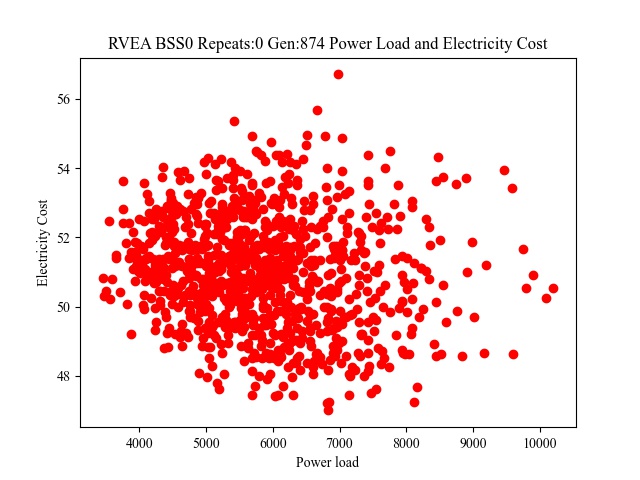 RVEA BSS0 Repeats:0 Gen:874 Power Load and Electricity Cost
56
54
52
50
48
Electricity Cost
4000 5000 6000 7000 8000 9000 10000
Power load